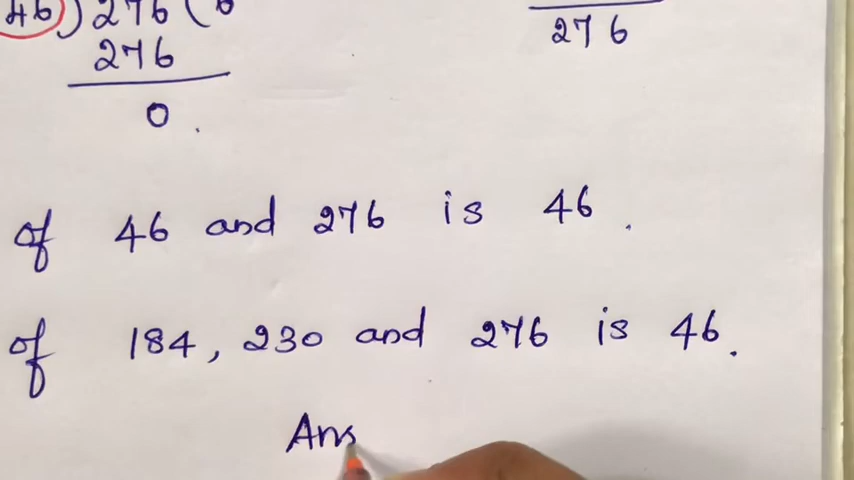 46 ) 276 ( 6
276
0 .
276
of 46 and 276 is 46 .
of 184, 230 and 276 is 46 .
Ans